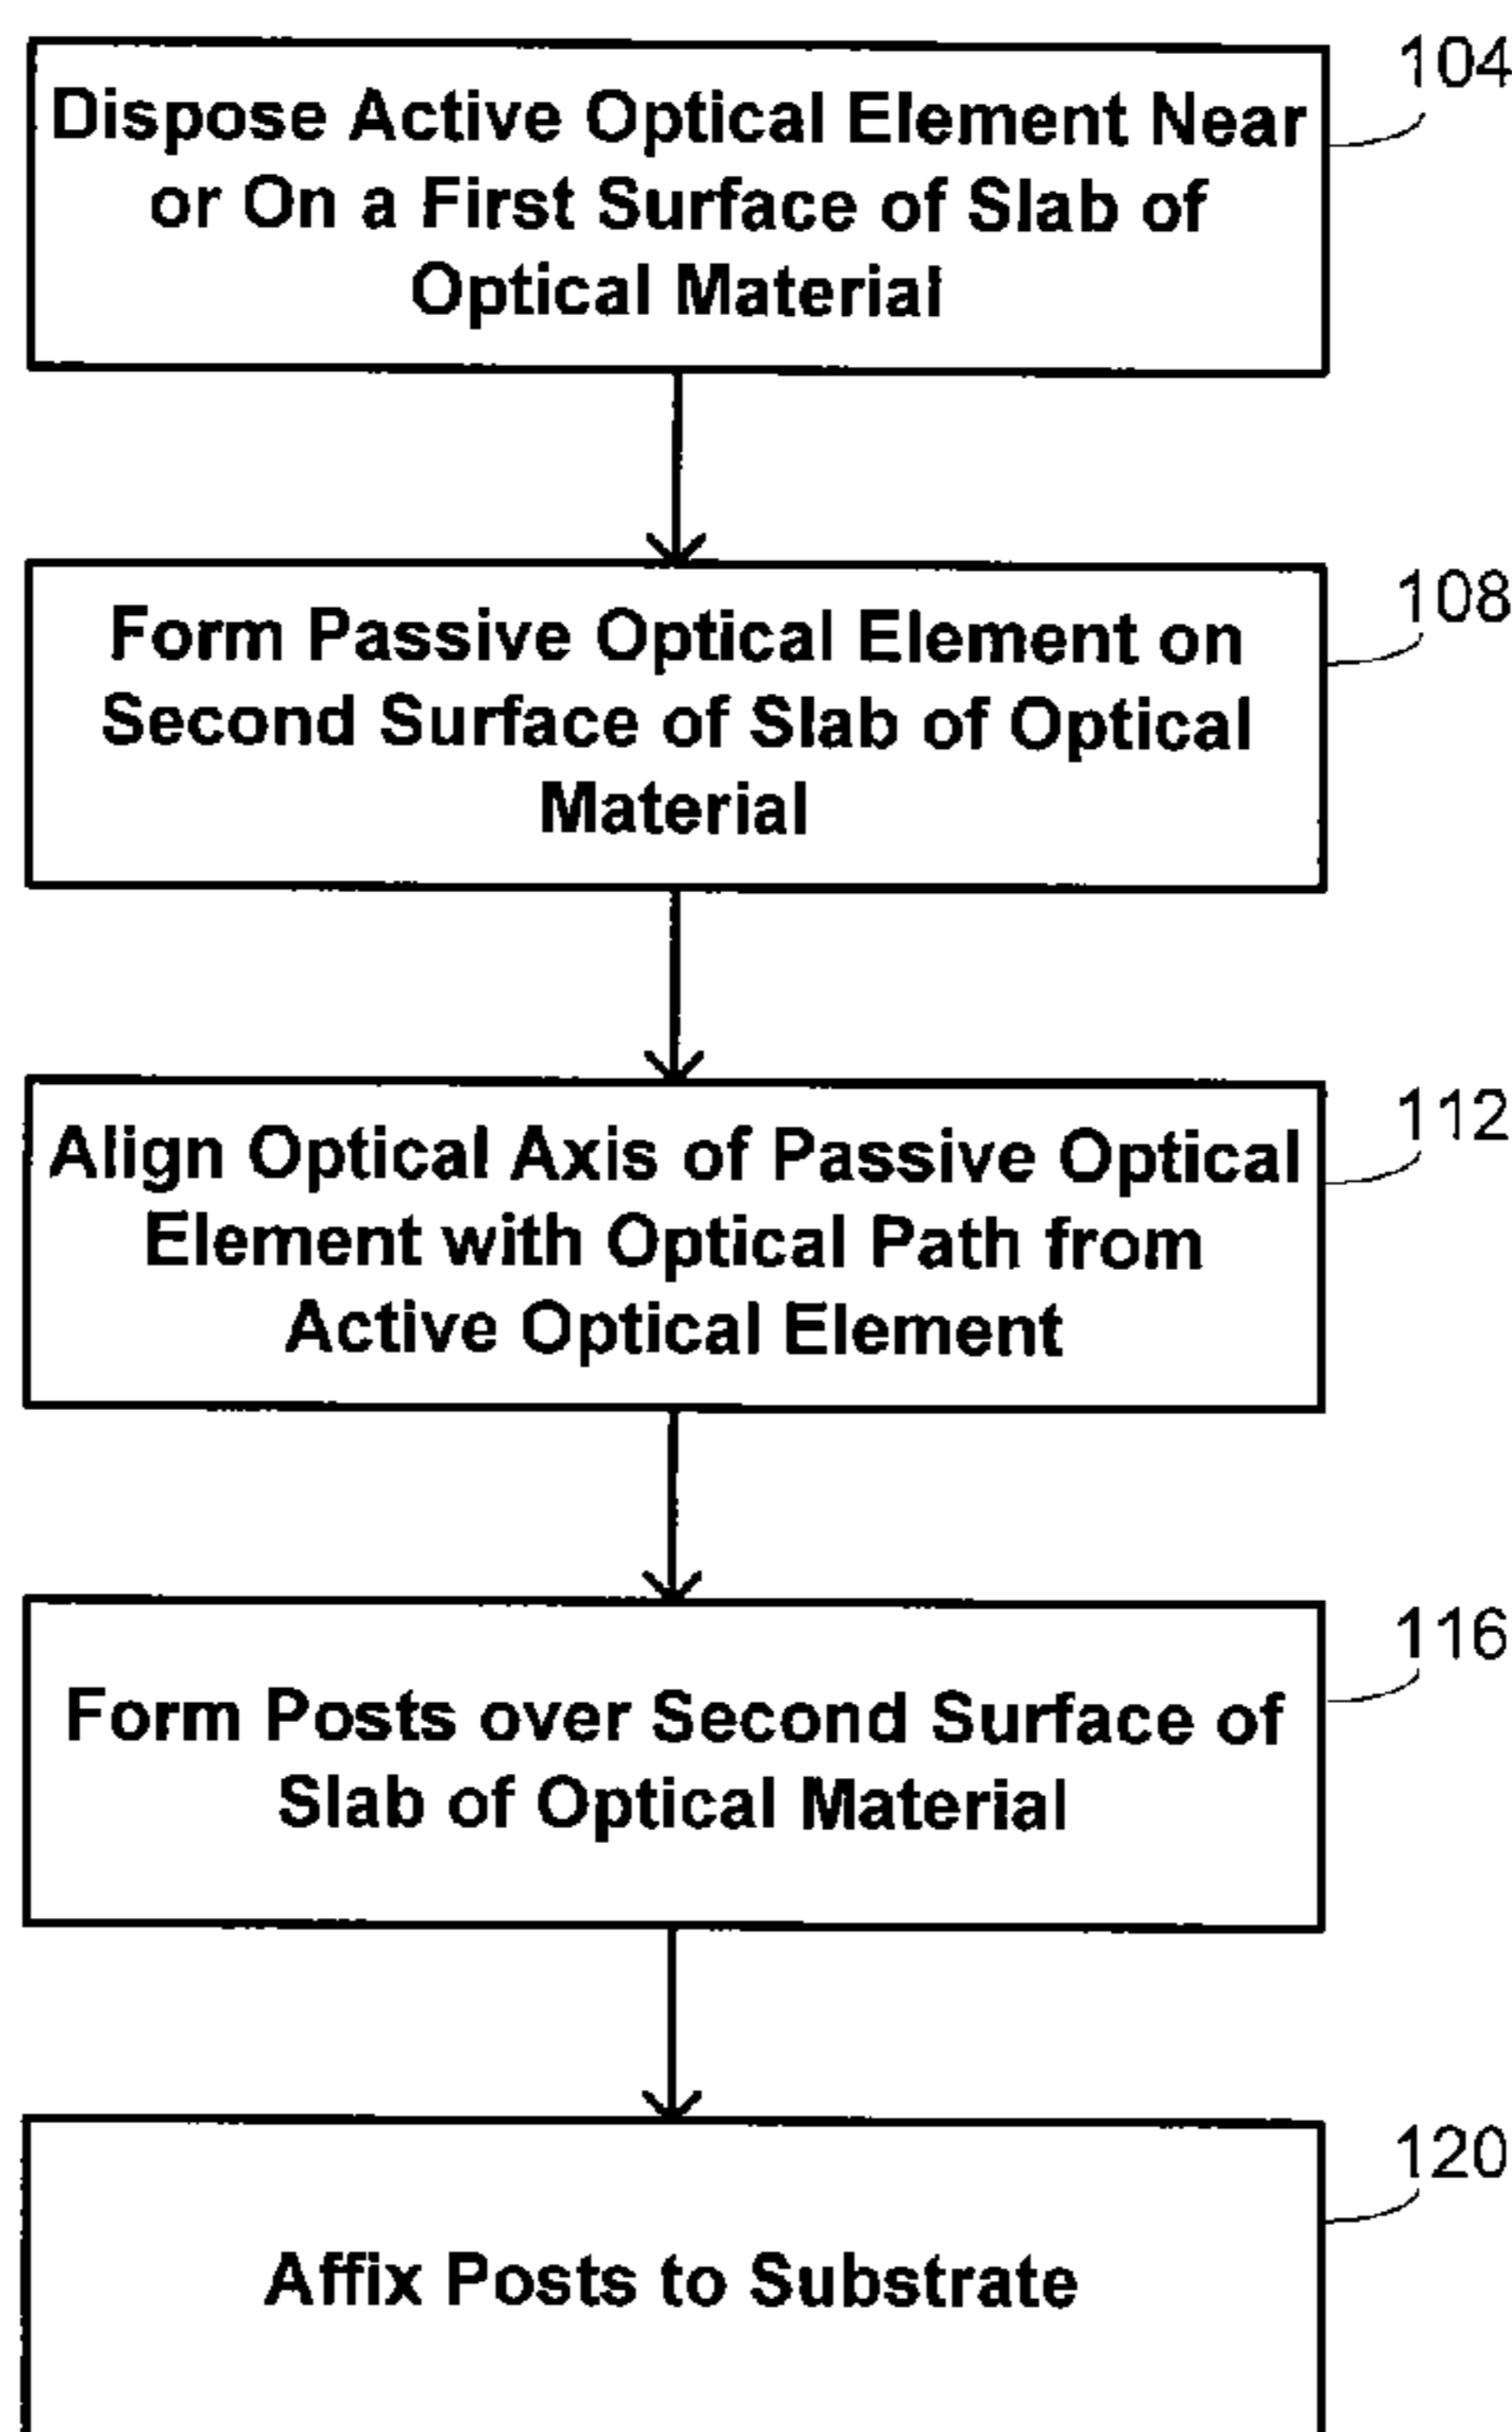 104
Dispose Active Optical Element Near
or On a First Surface of Slab of
Optical Material
108
Form Passive Optical Element on
Second Surface of Slab of Optical
Material
112
Align Optical Axis of Passive Optical
Element with Optical Path from
Active Optical Element
116
Form Posts over Second Surface of
Slab of Optical Material
120
Affix Posts to Substrate